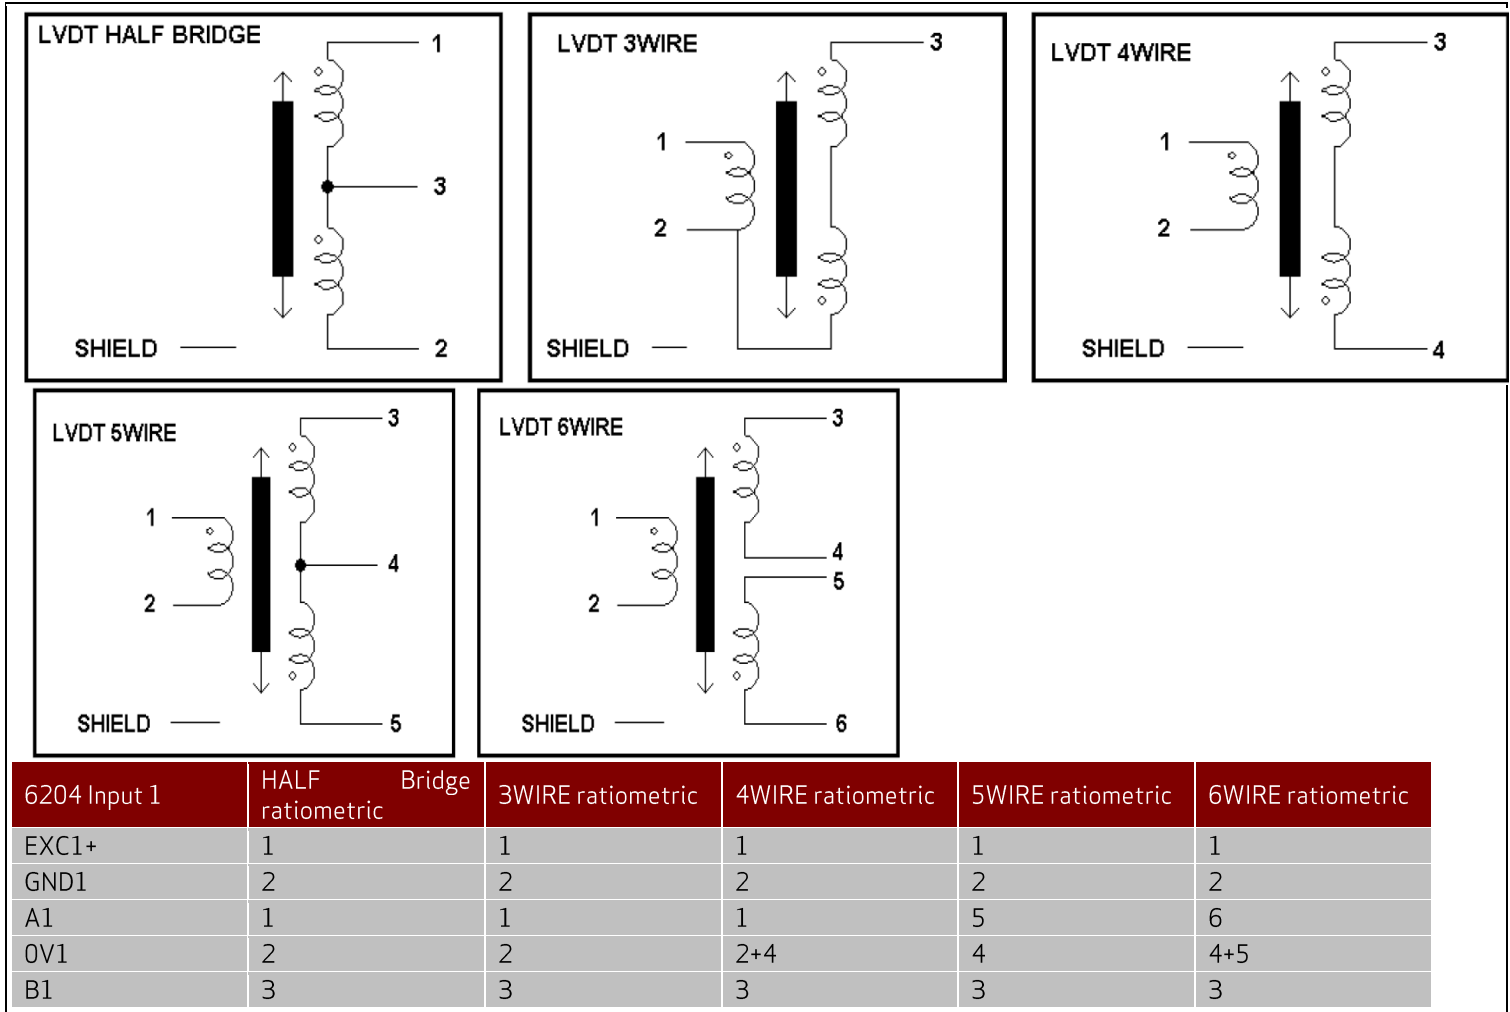 LVDT HALF BRIDGE
1
3
2
SHIELD
LVDT 3WIRE
3
1
2
SHIELD
LVDT 4WIRE
3
1
2
SHIELD
4
LVDT 5WIRE
3
1
4
2
SHIELD
5
LVDT 6WIRE
3
1
4
5
2
SHIELD
6
6204 Input 1 HALF Bridge ratiometric 3WIRE ratiometric 4WIRE ratiometric 5WIRE ratiometric 6WIRE ratiometric
EXC1+ 1 1 1 1 1
GND1 2 2 2 2 2
A1 1 1 1 5 6
0V1 2 2 2+4 4 4+5
B1 3 3 3 3 3